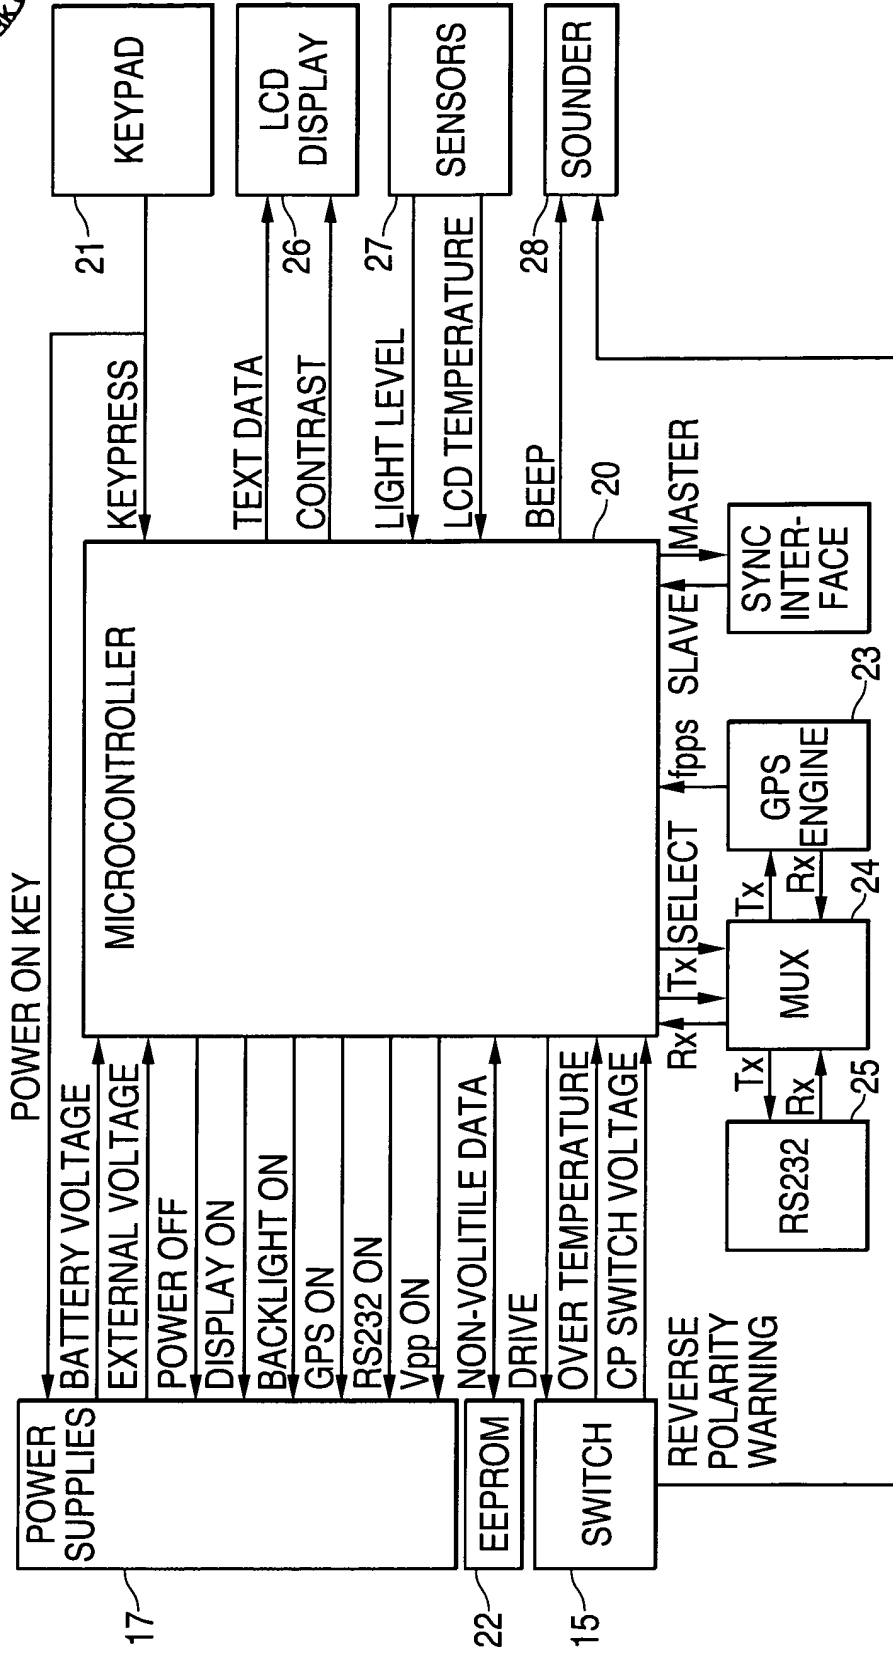 POWER ON KEY
POWER
SUPPLIES
17
BATTERY VOLTAGE
EXTERNAL VOLTAGE
POWER OFF
DISPLAY ON
BACKLIGHT ON
GPS ON
RS232 ON
Vpp ON
EEPROM
22
NON-VOLITILE DATA
SWITCH
15
DRIVE
OVER TEMPERATURE
CP SWITCH VOLTAGE
REVERSE
POLARITY
WARNING
MICROCONTROLLER
20
KEYPRESS
KEYPAD
21
TEXT DATA
CONTRAST
LCD
DISPLAY
26
LIGHT LEVEL
LCD TEMPERATURE
SENSORS
27
BEEP
SOUNDER
28
Rx
Tx
SELECT
fpps
SLAVE
MASTER
RS232
25
Tx
Rx
MUX
24
Tx
Rx
GPS
ENGINE
23
SYNC
INTER-
FACE